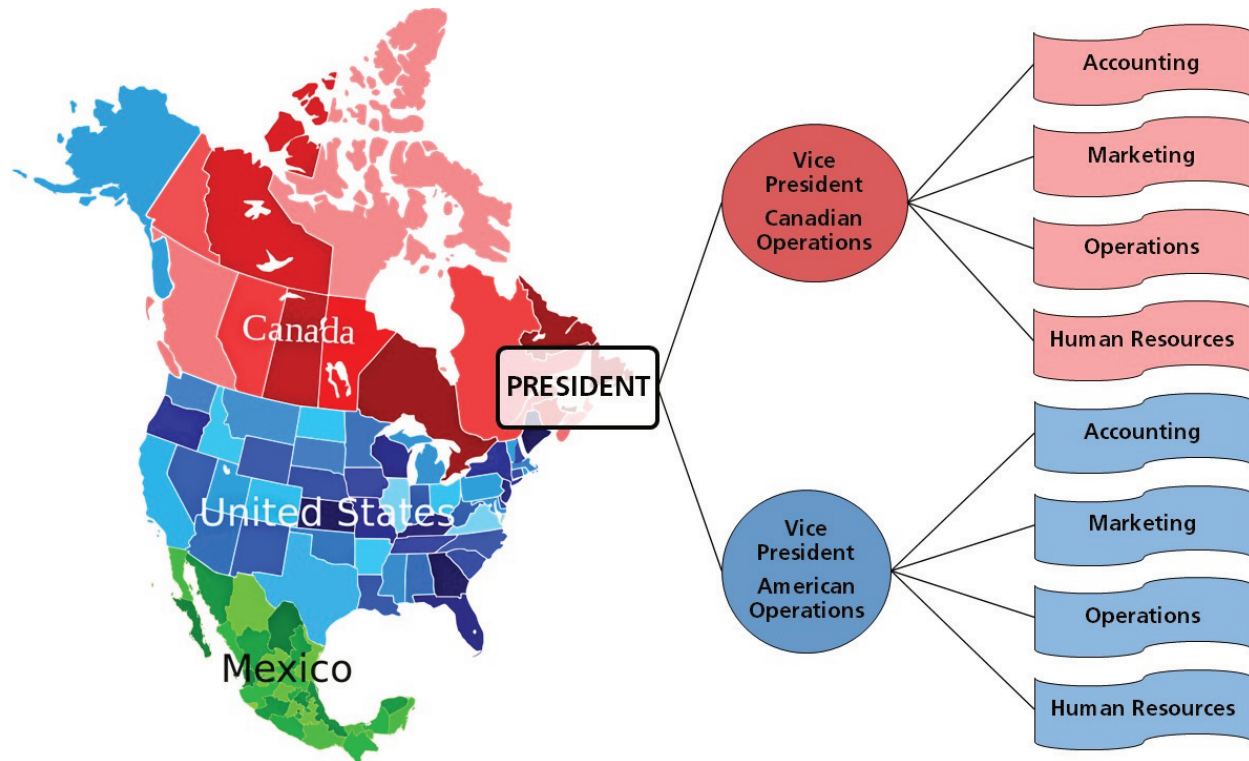 Canada
United States
Mexico
PRESIDENT
Vice
President
Canadian
Operations
Accounting
Marketing
Operations
Human Resources
Vice
President
American
Operations
Accounting
Marketing
Operations
Human Resources